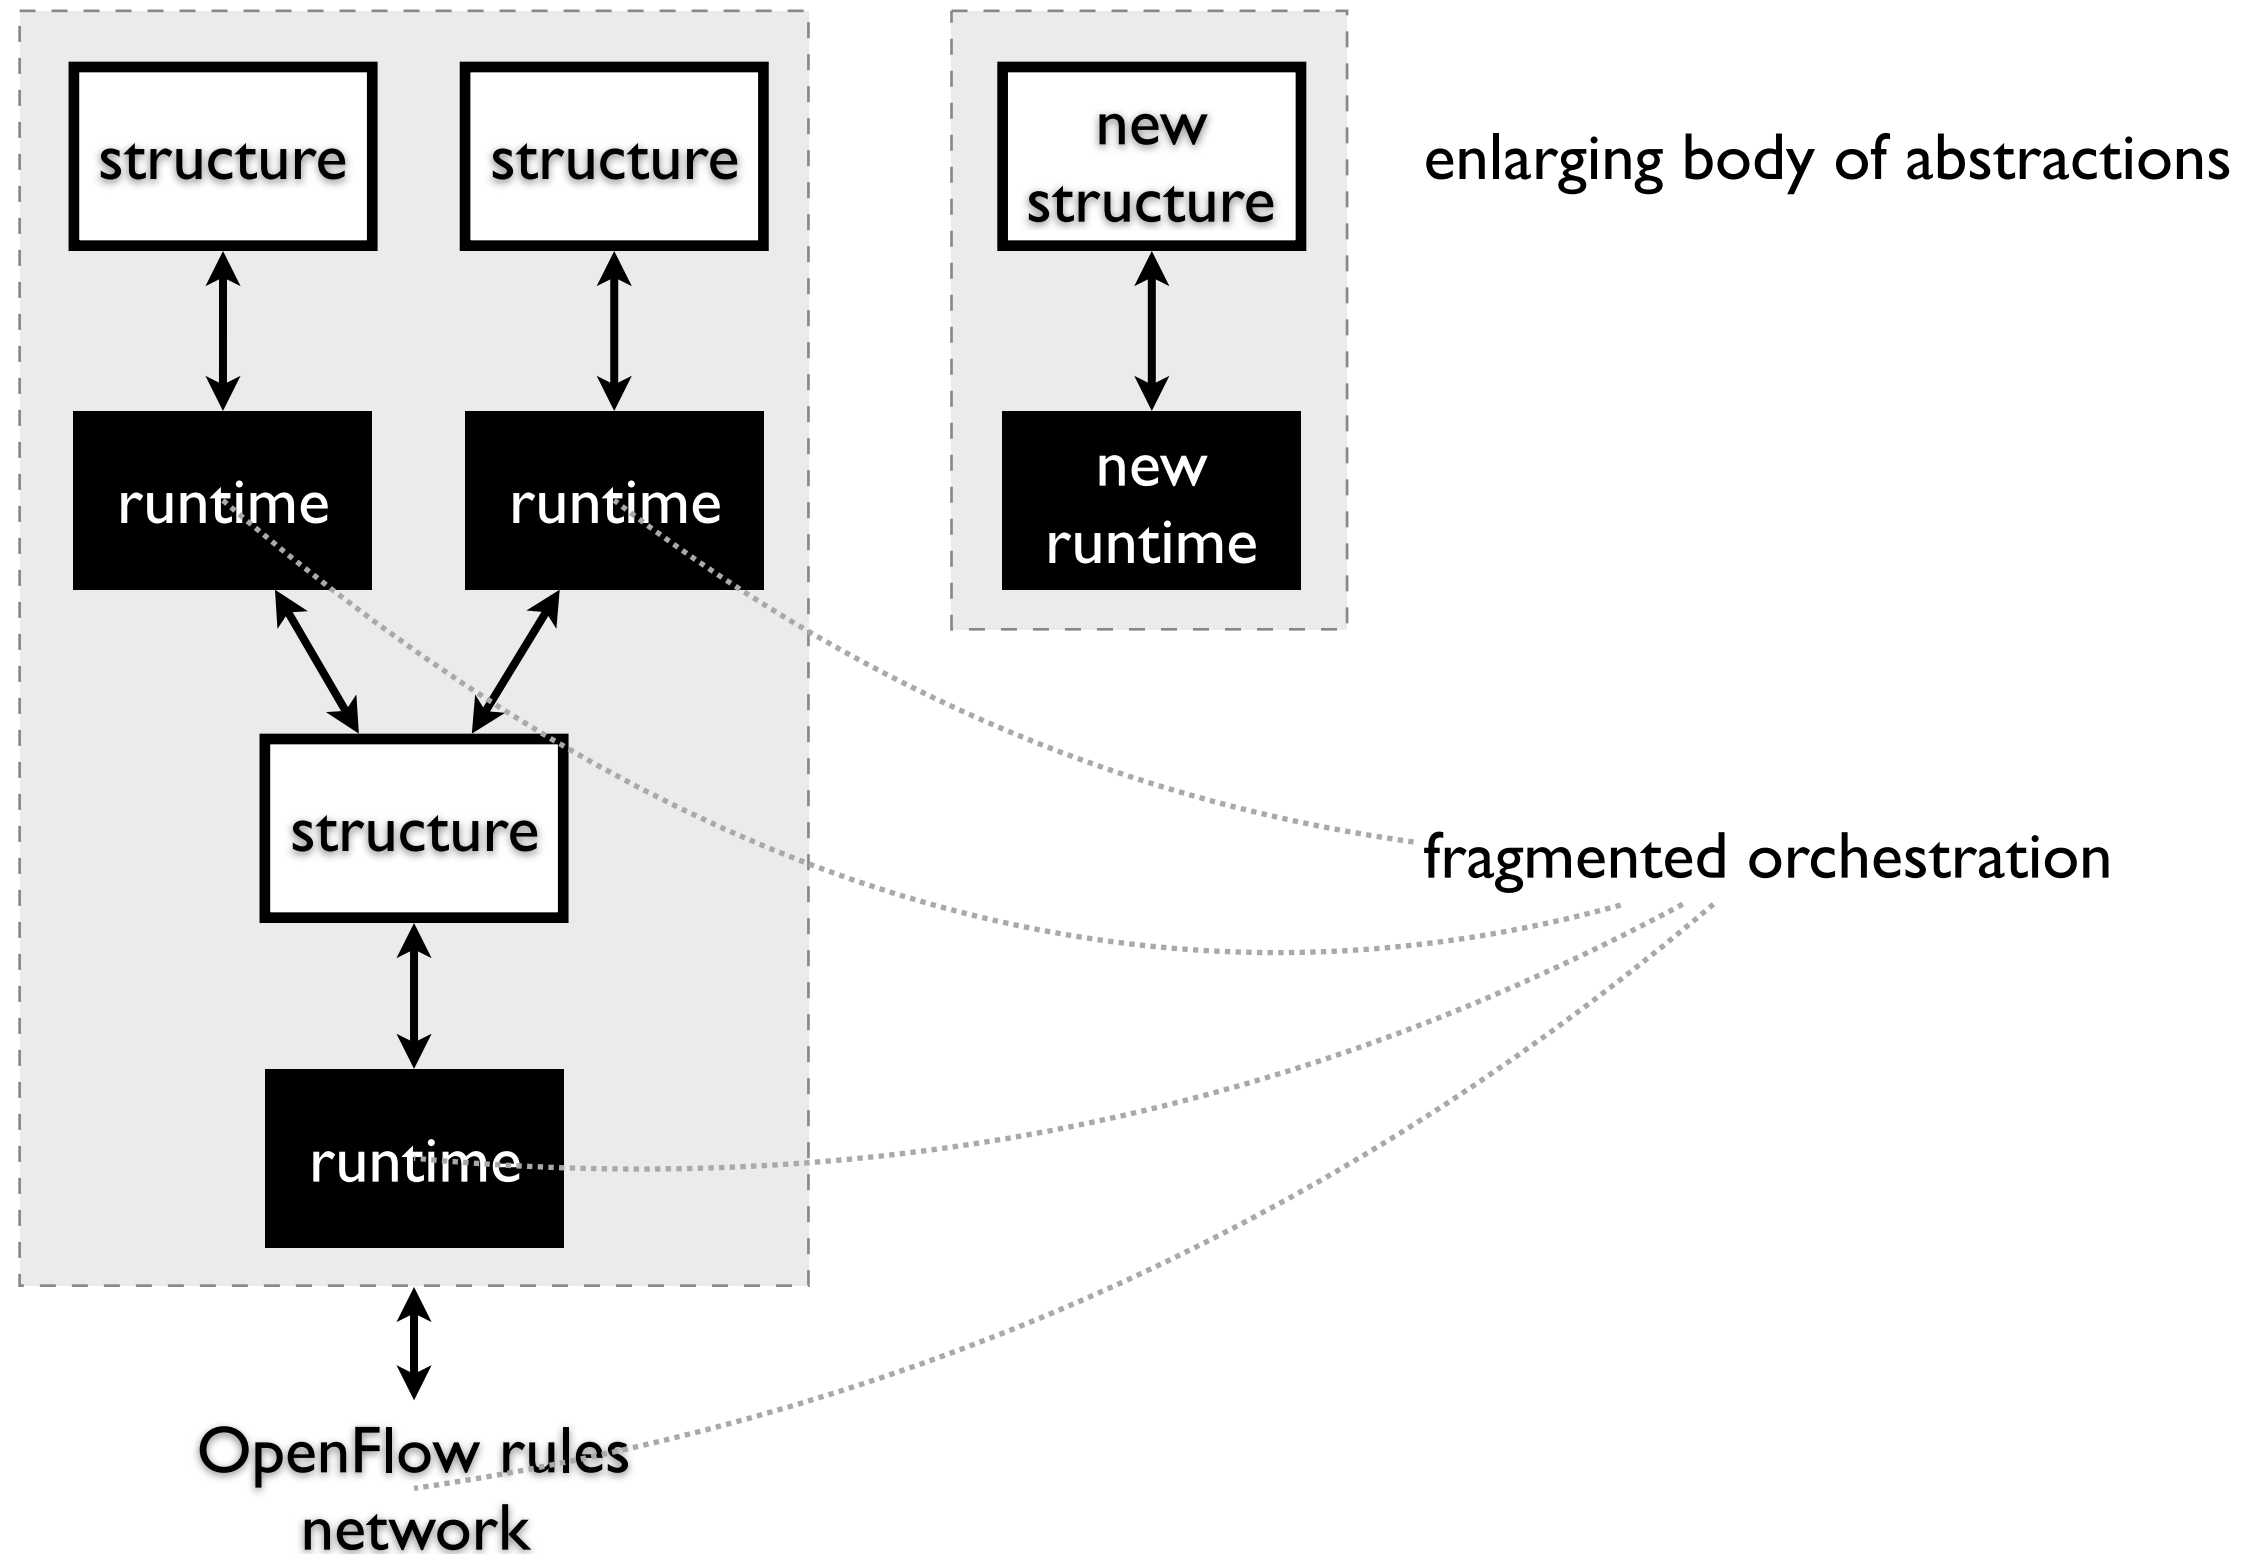 structure
structure
new
structure
enlarging body of abstractions
runtime
runtime
new
runtime
structure
fragmented orchestration
runtime
OpenFlow rules
network